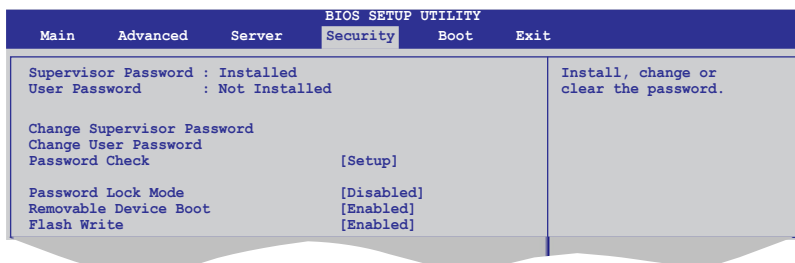 BIOS SETUP UTILITY
Main Advanced Server Security Boot Exit
Supervisor Password : Installed
User Password : Not Installed
Change Supervisor Password
Change User Password
Password Check [Setup]
Password Lock Mode [Disabled]
Removable Device Boot [Enabled]
Flash Write [Enabled]
Install, change or
clear the password.